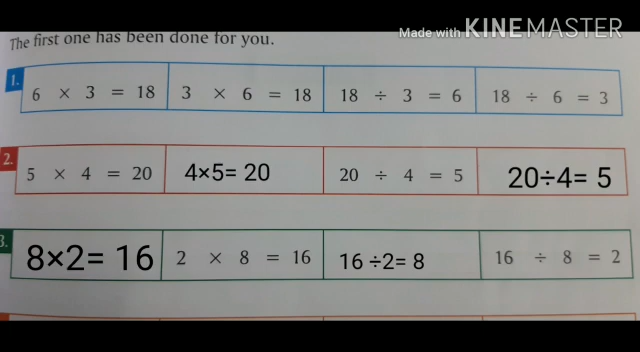 Made with KINEMASTER
The first one has been done for you.
1.
6 × 3 = 18 3 × 6 = 18 18 ÷ 3 = 6 18 ÷ 6 = 3
2.
5 × 4 = 20 4×5= 20 20 ÷ 4 = 5 20÷4= 5
3.
8×2= 16 2 × 8 = 16 16 ÷2= 8 16 ÷ 8 = 2